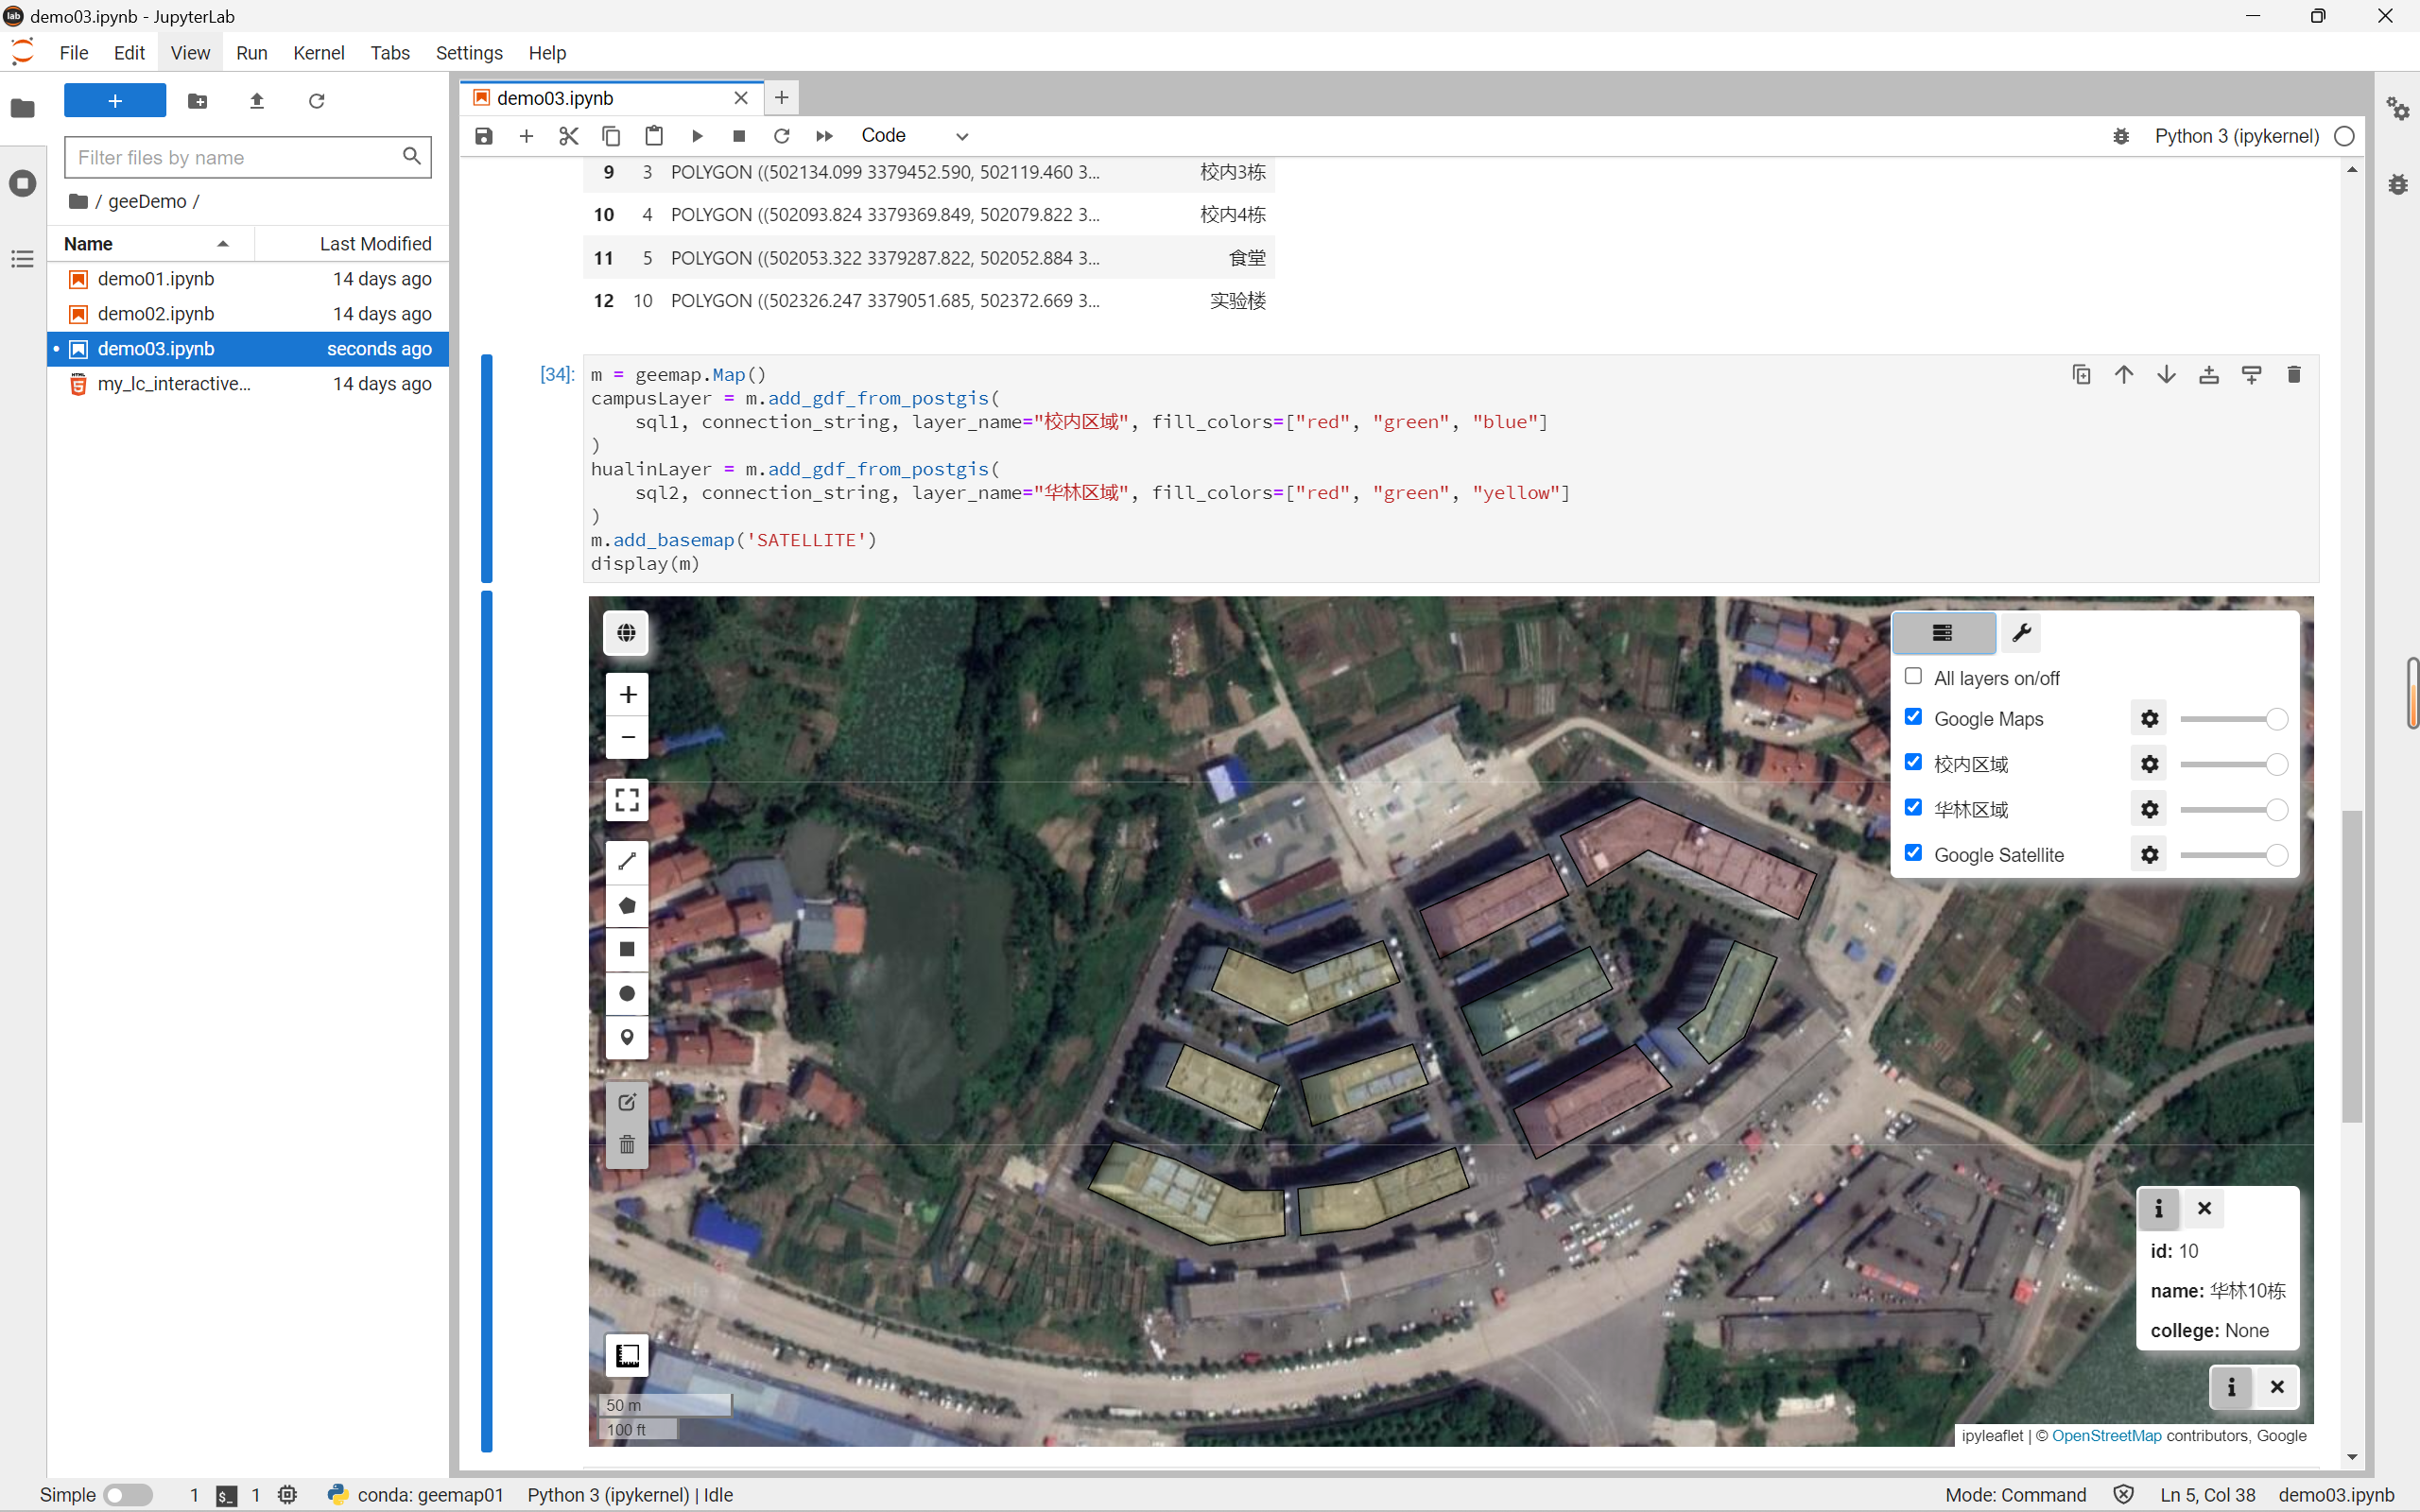 demo03.ipynb - JupyterLab
File Edit View Run Kernel Tabs Settings Help
Filter files by name
/ geeDemo /
Name Last Modified
demo01.ipynb 14 days ago
demo02.ipynb 14 days ago
demo03.ipynb seconds ago
my_lc_interactive... 14 days ago
demo03.ipynb
Code
Python 3 (ipykernel)
9 3 POLYGON ((502134.099 3379452.590, 502119.460 3... 校内3栋
10 4 POLYGON ((502093.824 3379369.849, 502079.822 3... 校内4栋
11 5 POLYGON ((502053.322 3379287.822, 502052.884 3... 食堂
12 10 POLYGON ((502326.247 3379051.685, 502372.669 3... 实验楼
[34]:
m = geemap.Map()
campusLayer = m.add_gdf_from_postgis(
sql1, connection_string, layer_name="校内区域", fill_colors=["red", "green", "blue"]
)
hualinLayer = m.add_gdf_from_postgis(
sql2, connection_string, layer_name="华林区域", fill_colors=["red", "green", "yellow"]
)
m.add_basemap('SATELLITE')
display(m)
All layers on/off
Google Maps
校内区域
华林区域
Google Satellite
id: 10
name: 华林10栋
college: None
50 m
100 ft
ipyleaflet | © OpenStreetMap contributors, Google
Simple 1 1 conda: geemap01 Python 3 (ipykernel) | Idle Mode: Command Ln 5, Col 38 demo03.ipynb